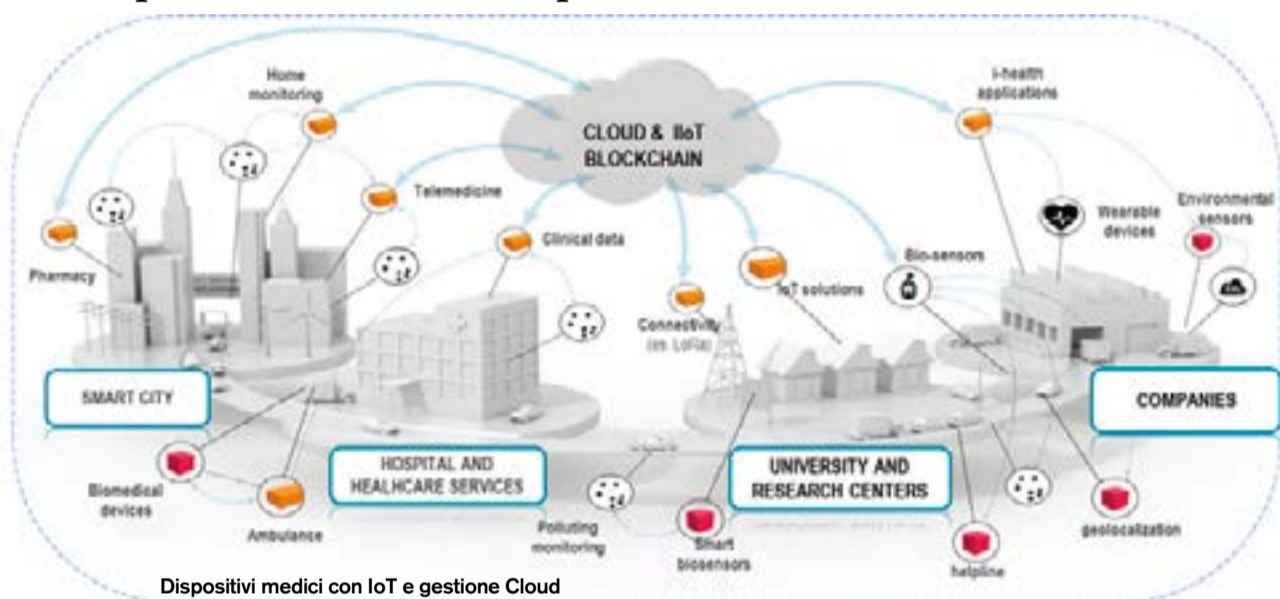 Home
monitoring
i-health
applications
CLOUD & IIoT
BLOCKCHAIN
Telemedicine
Wearable
devices
Environmental
sensors
Clinical data
Bio-sensors
Pharmacy
IoT solutions
Connectivity
(es. LoRa)
SMART CITY
COMPANIES
HOSPITAL AND
HEALHCARE SERVICES
UNIVERSITY AND
RESEARCH CENTERS
Biomedical
devices
Ambulance
Polluting
monitoring
Smart
biosensors
helpline
geolocalization
Dispositivi medici con IoT e gestione Cloud